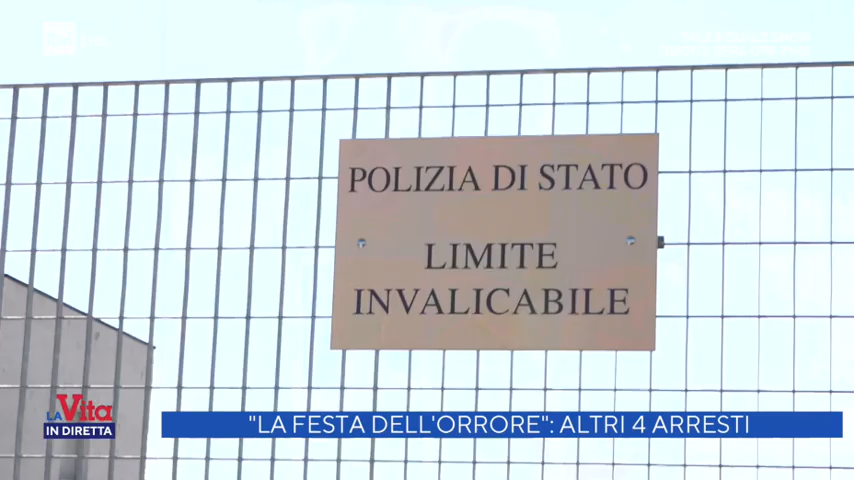 POLIZIA DI STATO
LIMITE
INVALICABILE
LA Vita
IN DIRETTA
"LA FESTA DELL'ORRORE": ALTRI 4 ARRESTI